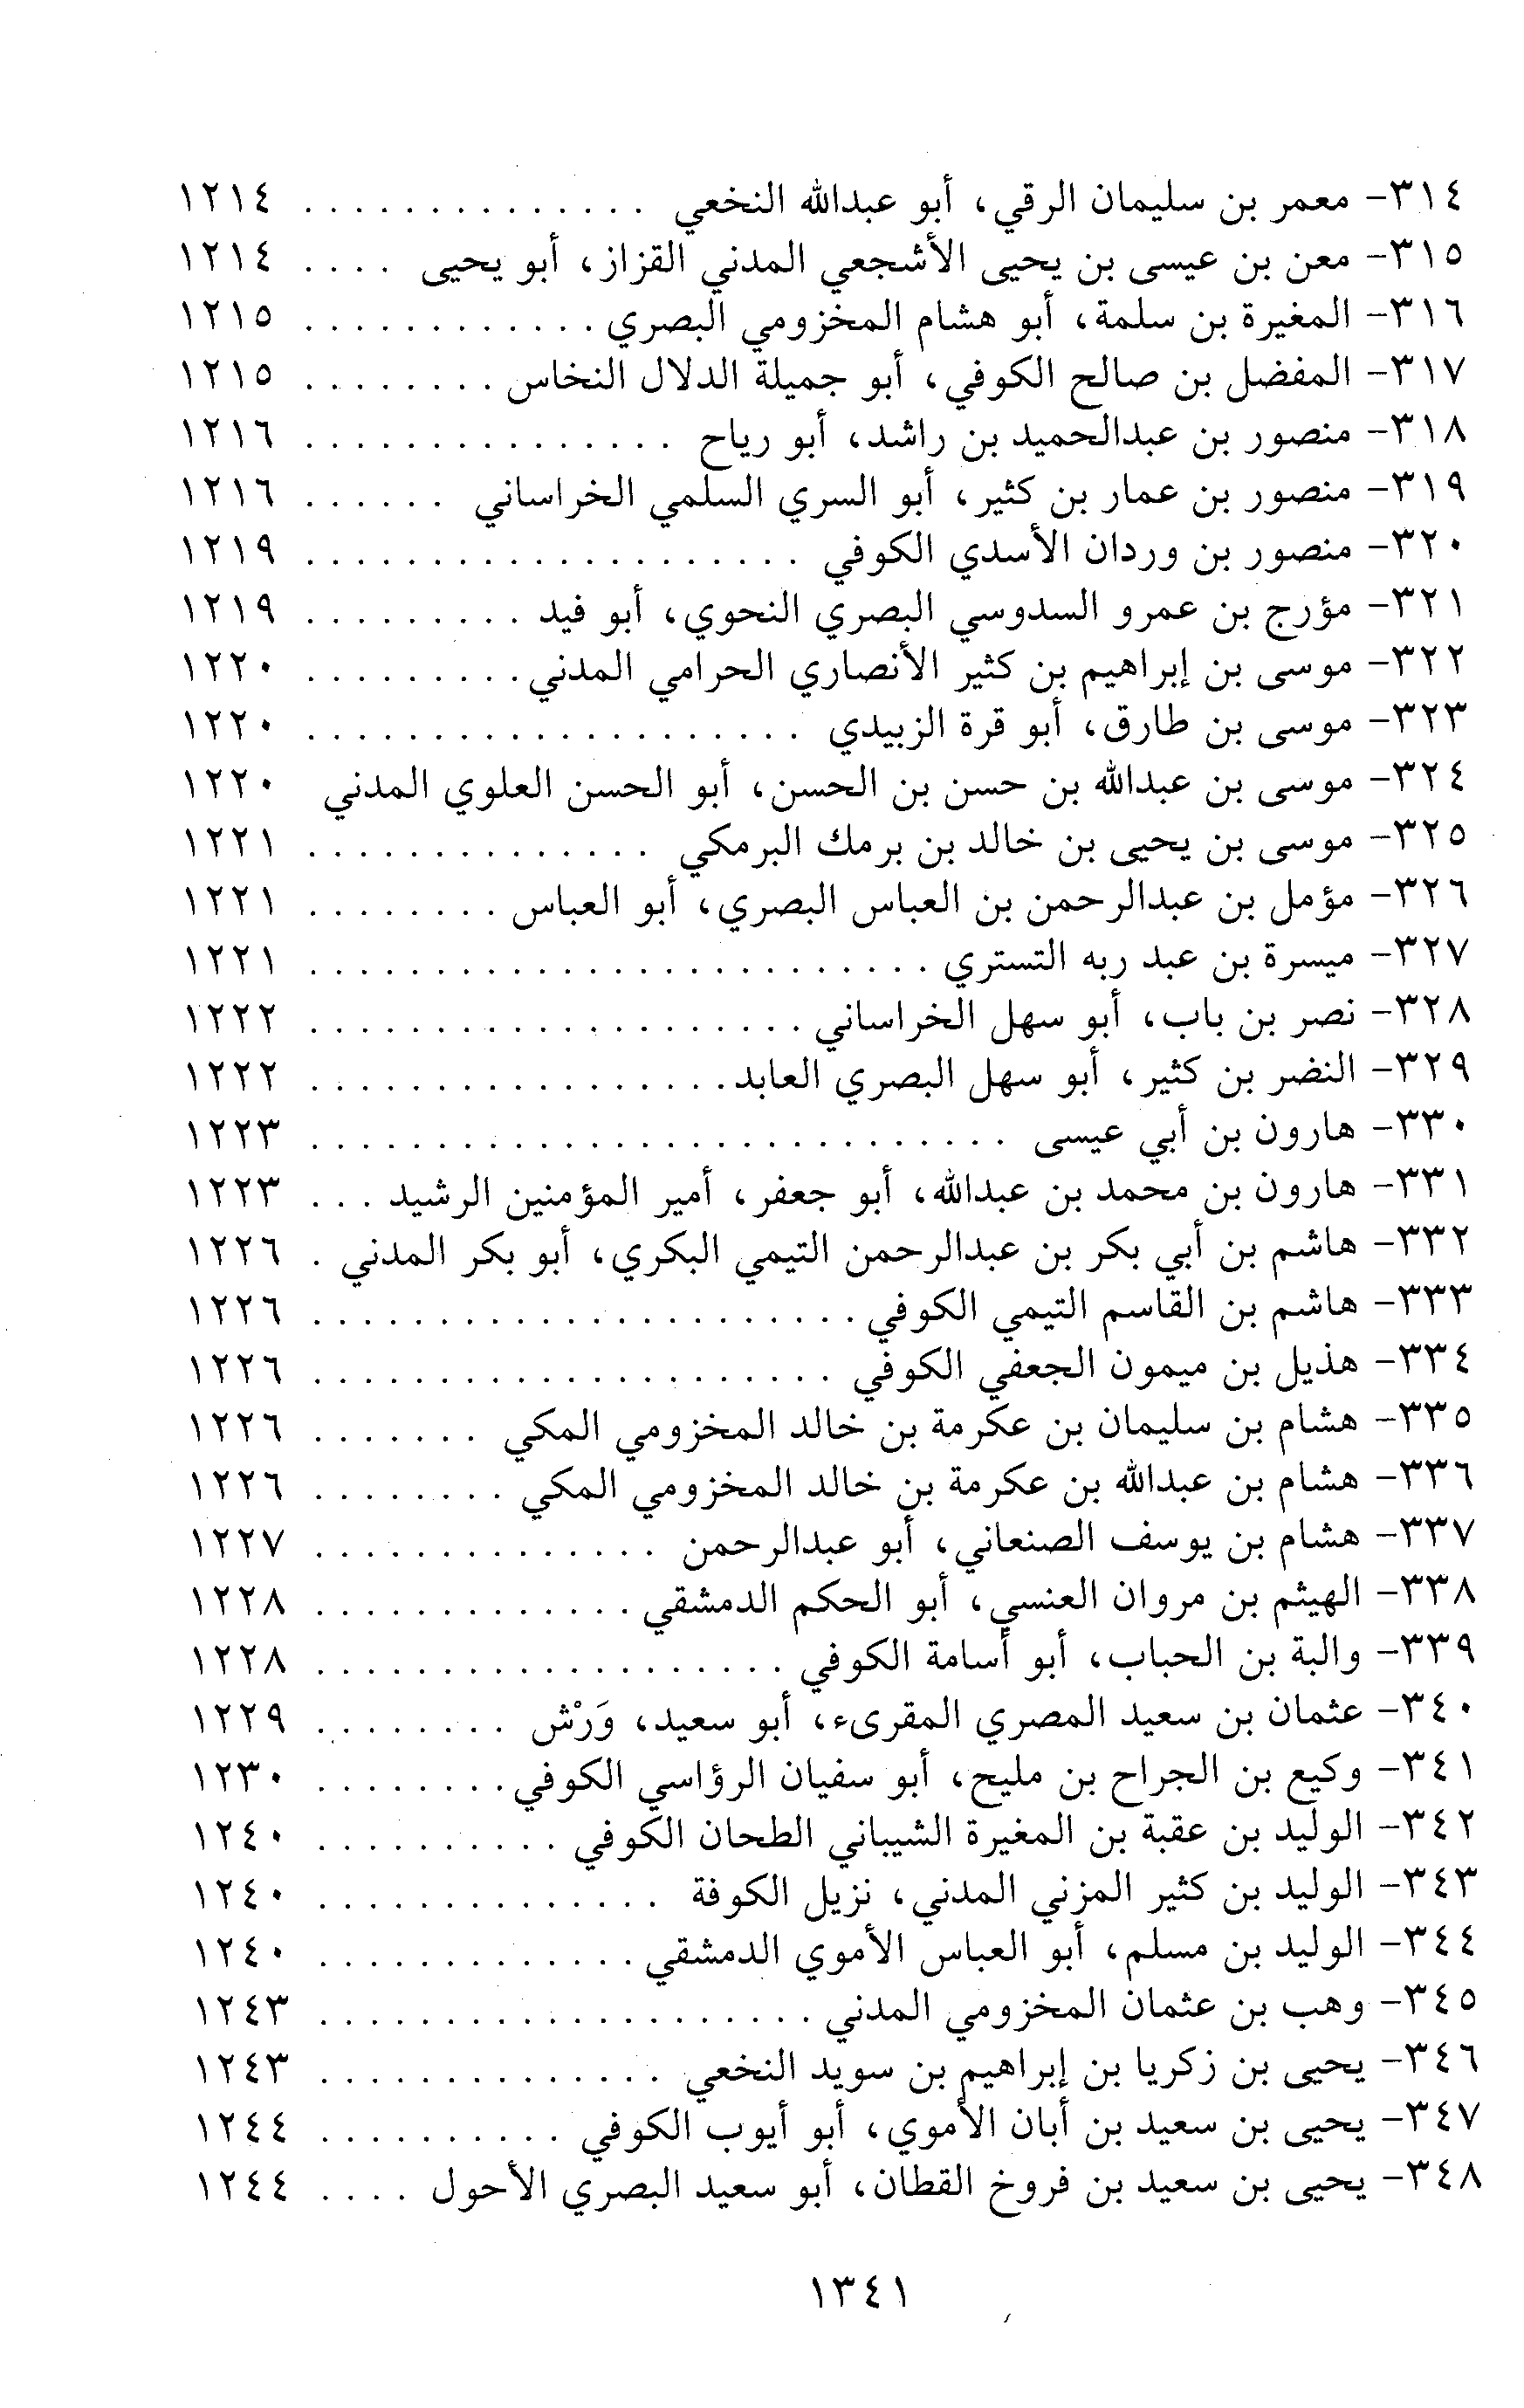 ٣١٤- معمر بن سليمان الرقي، أبو عبدالله النخعي . . . . . . . . . . . . . . ١٢١٤
٣١٥- معن بن عيسى بن يحيى الأشجعي المدني القزاز، أبو يحيى . . . . ١٢١٤
٣١٦- المغيرة بن سلمة، أبو هشام المخزومي البصري . . . . . . . . . . . . ١٢١٥
٣١٧- المفضل بن صالح الكوفي، أبو جميلة الدلال النخاس . . . . . . . . ١٢١٥
٣١٨- منصور بن عبدالحميد بن راشد، أبو رياح . . . . . . . . . . . . . . . ١٢١٦
٣١٩- منصور بن عمار بن كثير، أبو السري السلمي الخراساني . . . . . . ١٢١٦
٣٢٠- منصور بن وردان الأسدي الكوفي . . . . . . . . . . . . . . . . . . . . ١٢١٩
٣٢١- مؤرج بن عمرو السدوسي البصري النحوي، أبو فيد . . . . . . . . . ١٢١٩
٣٢٢- موسى بن إبراهيم بن كثير الأنصاري الحرامي المدني . . . . . . . . . ١٢٢٠
٣٢٣- موسى بن طارق، أبو قرة الزبيدي . . . . . . . . . . . . . . . . . . . . ١٢٢٠
٣٢٤- موسى بن عبدالله بن حسن بن الحسن، أبو الحسن العلوي المدني ١٢٢٠
٣٢٥- موسى بن يحيى بن خالد بن برمك البرمكي . . . . . . . . . . . . . . ١٢٢١
٣٢٦- مؤمل بن عبدالرحمن بن العباس البصري، أبو العباس . . . . . . . . ١٢٢١
٣٢٧- ميسرة بن عبد ربه التستري . . . . . . . . . . . . . . . . . . . . . . . . . ١٢٢١
٣٢٨- نصر بن باب، أبو سهل الخراساني . . . . . . . . . . . . . . . . . . . . ١٢٢٢
٣٢٩- النضر بن كثير، أبو سهل البصري العابد . . . . . . . . . . . . . . . . . ١٢٢٢
٣٣٠- هارون بن أبي عيسى . . . . . . . . . . . . . . . . . . . . . . . . . . . . ١٢٢٣
٣٣١- هارون بن محمد بن عبدالله، أبو جعفر، أمير المؤمنين الرشيد . . . ١٢٢٣
٣٣٢- هاشم بن أبي بكر بن عبدالرحمن التيمي البكري، أبو بكر المدني . ١٢٢٦
٣٣٣- هاشم بن القاسم التيمي الكوفي . . . . . . . . . . . . . . . . . . . . . . ١٢٢٦
٣٣٤- هذيل بن ميمون الجعفي الكوفي . . . . . . . . . . . . . . . . . . . . . ١٢٢٦
٣٣٥- هشام بن سليمان بن عكرمة بن خالد المخزومي المكي . . . . . . . ١٢٢٦
٣٣٦- هشام بن عبدالله بن عكرمة بن خالد المخزومي المكي . . . . . . . . ١٢٢٦
٣٣٧- هشام بن يوسف الصنعاني، أبو عبدالرحمن . . . . . . . . . . . . . . ١٢٢٧
٣٣٨- الهيثم بن مروان العنسي، أبو الحكم الدمشقي . . . . . . . . . . . . . ١٢٢٨
٣٣٩- والبة بن الحباب، أبو أسامة الكوفي . . . . . . . . . . . . . . . . . . . ١٢٢٨
٣٤٠- عثمان بن سعيد المصري المقرىء، أبو سعيد، وَرْش . . . . . . . . ١٢٢٩
٣٤١- وكيع بن الجراح بن مليح، أبو سفيان الرؤاسي الكوفي . . . . . . . . ١٢٣٠
٣٤٢- الوليد بن عقبة بن المغيرة الشيباني الطحان الكوفي . . . . . . . . . . ١٢٤٠
٣٤٣- الوليد بن كثير المزني المدني، نزيل الكوفة . . . . . . . . . . . . . . ١٢٤٠
٣٤٤- الوليد بن مسلم، أبو العباس الأموي الدمشقي . . . . . . . . . . . . . ١٢٤٠
٣٤٥- وهب بن عثمان المخزومي المدني . . . . . . . . . . . . . . . . . . . . ١٢٤٣
٣٤٦- يحيى بن زكريا بن إبراهيم بن سويد النخعي . . . . . . . . . . . . . . ١٢٤٣
٣٤٧- يحيى بن سعيد بن أبان الأموي، أبو أيوب الكوفي . . . . . . . . . . ١٢٤٤
٣٤٨- يحيى بن سعيد بن فروخ القطان، أبو سعيد البصري الأحول . . . . ١٢٤٤
١٣٤١